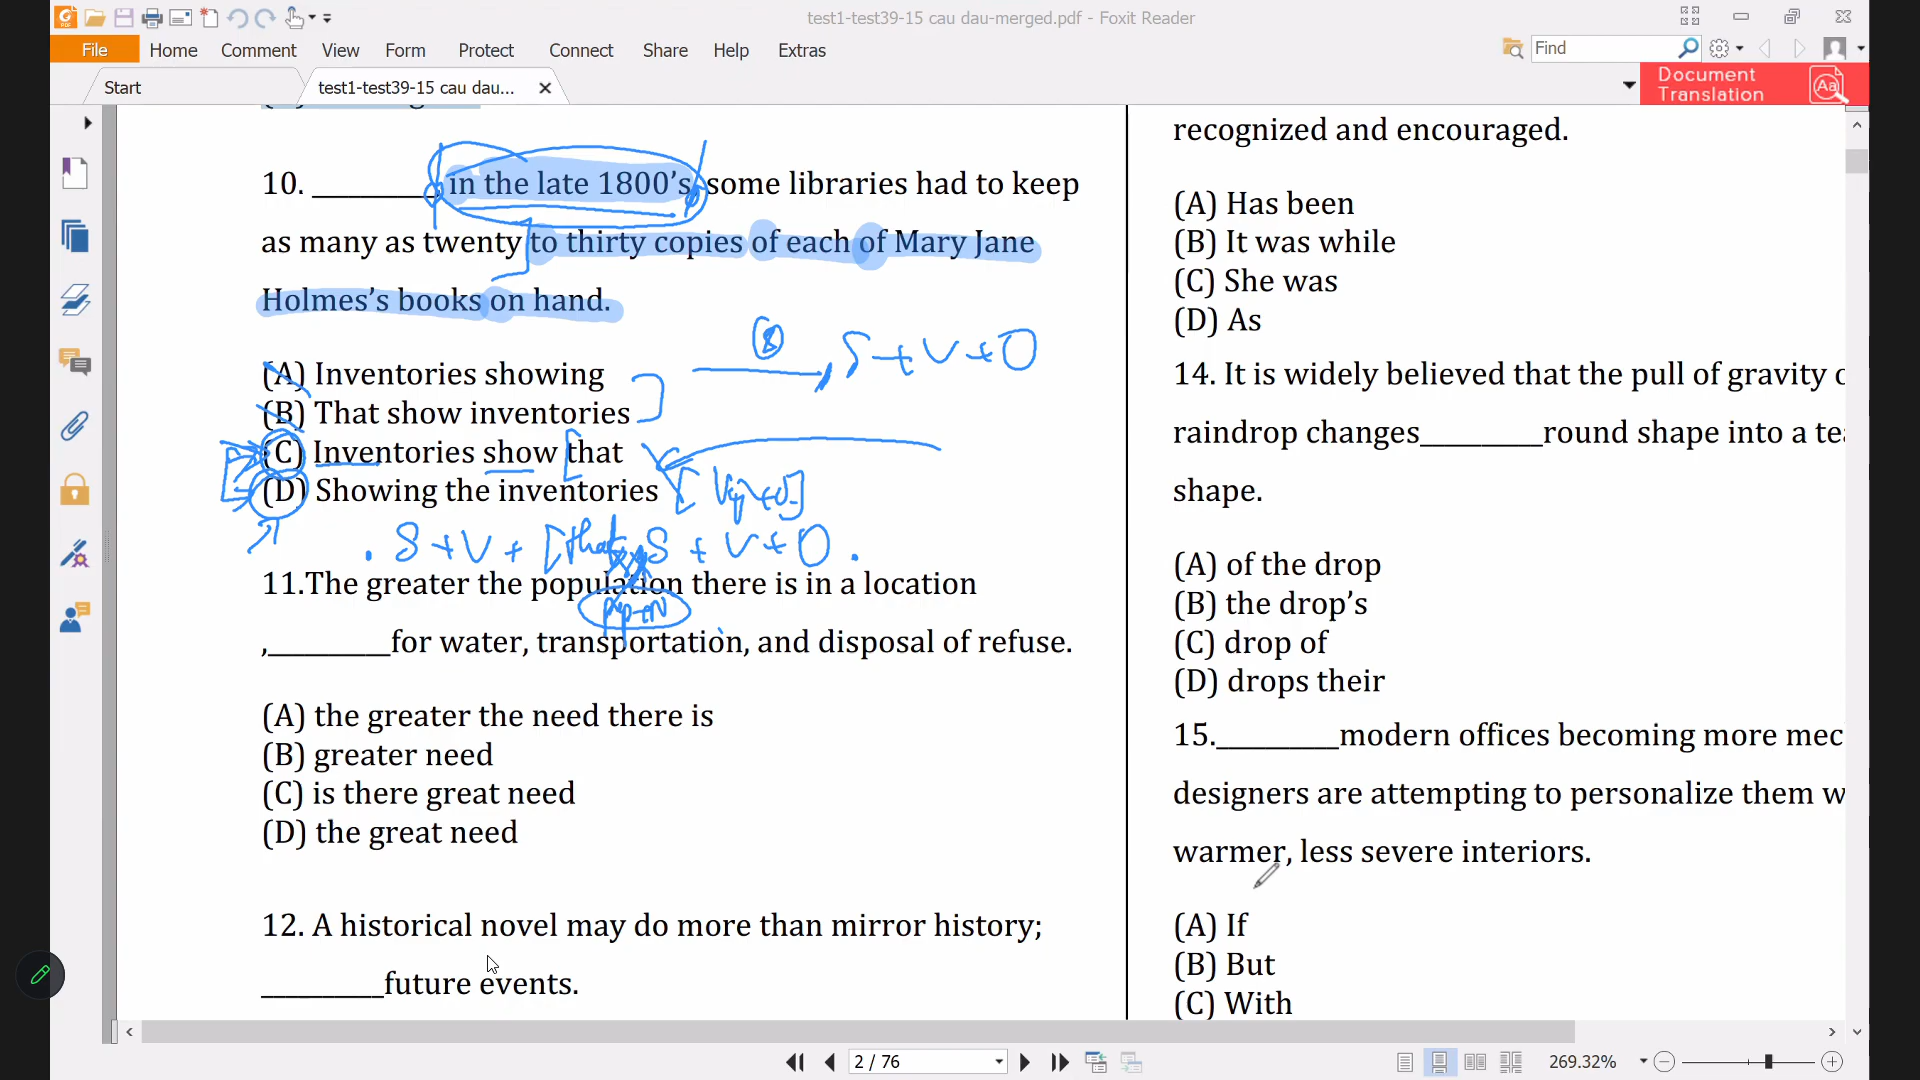 test1-test39-15 cau dau-merged.pdf - Foxit Reader
File Home Comment View Form Protect Connect Share Help Extras
Find
Start
test1-test39-15 cau dau...
Document
Translation
10. _________, in the late 1800’s, some libraries had to keep
as many as twenty to thirty copies of each of Mary Jane
Holmes’s books on hand.
(A) Inventories showing
(B) That show inventories
(C) Inventories show that
(D) Showing the inventories
S + V + O
. S + V + [that S + V + O .
11.The greater the population there is in a location
,_________for water, transportation, and disposal of refuse.
(A) the greater the need there is
(B) greater need
(C) is there great need
(D) the great need
12. A historical novel may do more than mirror history;
_________future events.
recognized and encouraged.
(A) Has been
(B) It was while
(C) She was
(D) As
14. It is widely believed that the pull of gravity
raindrop changes_________round shape into a
shape.
(A) of the drop
(B) the drop’s
(C) drop of
(D) drops their
15._________modern offices becoming more mec
designers are attempting to personalize them w
warmer, less severe interiors.
(A) If
(B) But
(C) With
2 / 76
269.32%